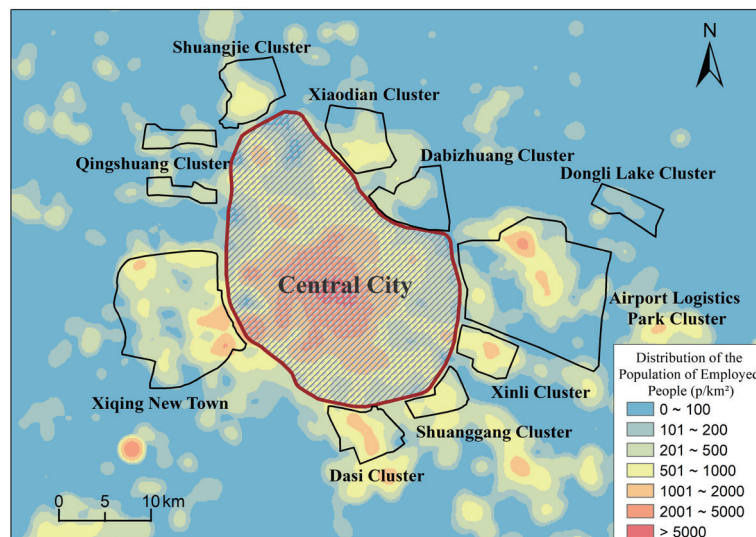 Shuangjie Cluster
N
Xiaodian Cluster
Qingshuang Cluster
Dabizhuang Cluster
Dongli Lake Cluster
Central City
Airport Logistics
Park Cluster
Xiqing New Town
Xinli Cluster
Shuanggang Cluster
Dasi Cluster
0 5 10 km
Distribution of the
Population of Employed
People (p/km²)
0 ~ 100
101 ~ 200
201 ~ 500
501 ~ 1000
1001 ~ 2000
2001 ~ 5000
> 5000